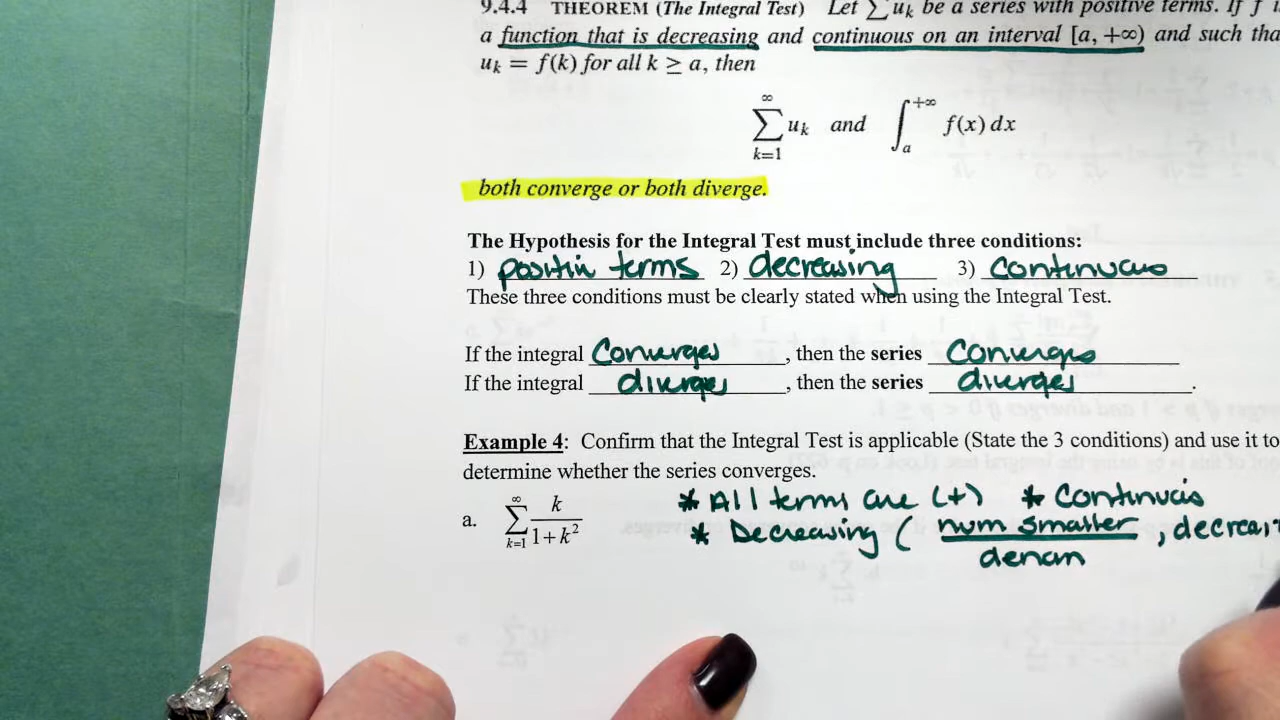 9.4.4 THEOREM (The Integral Test) Let ∑ uk be a series with positive terms. If f
a function that is decreasing and continuous on an interval [a, +∞) and such
uk = f(k) for all k ≥ a, then
∞ ∑ k=1 uk and ∫ a +∞ f(x) dx
both converge or both diverge.
The Hypothesis for the Integral Test must include three conditions:
1) positive terms 2) decreasing 3) continuous
These three conditions must be clearly stated when using the Integral Test.
If the integral Converges, then the series Converges
If the integral diverges, then the series diverges.
Example 4: Confirm that the Integral Test is applicable (State the 3 conditions) and use it to
determine whether the series converges.
* All terms are (+) * Continuous
a. ∞ ∑ k=1 k/1+k²
* Decreasing ( num smaller / denom ,